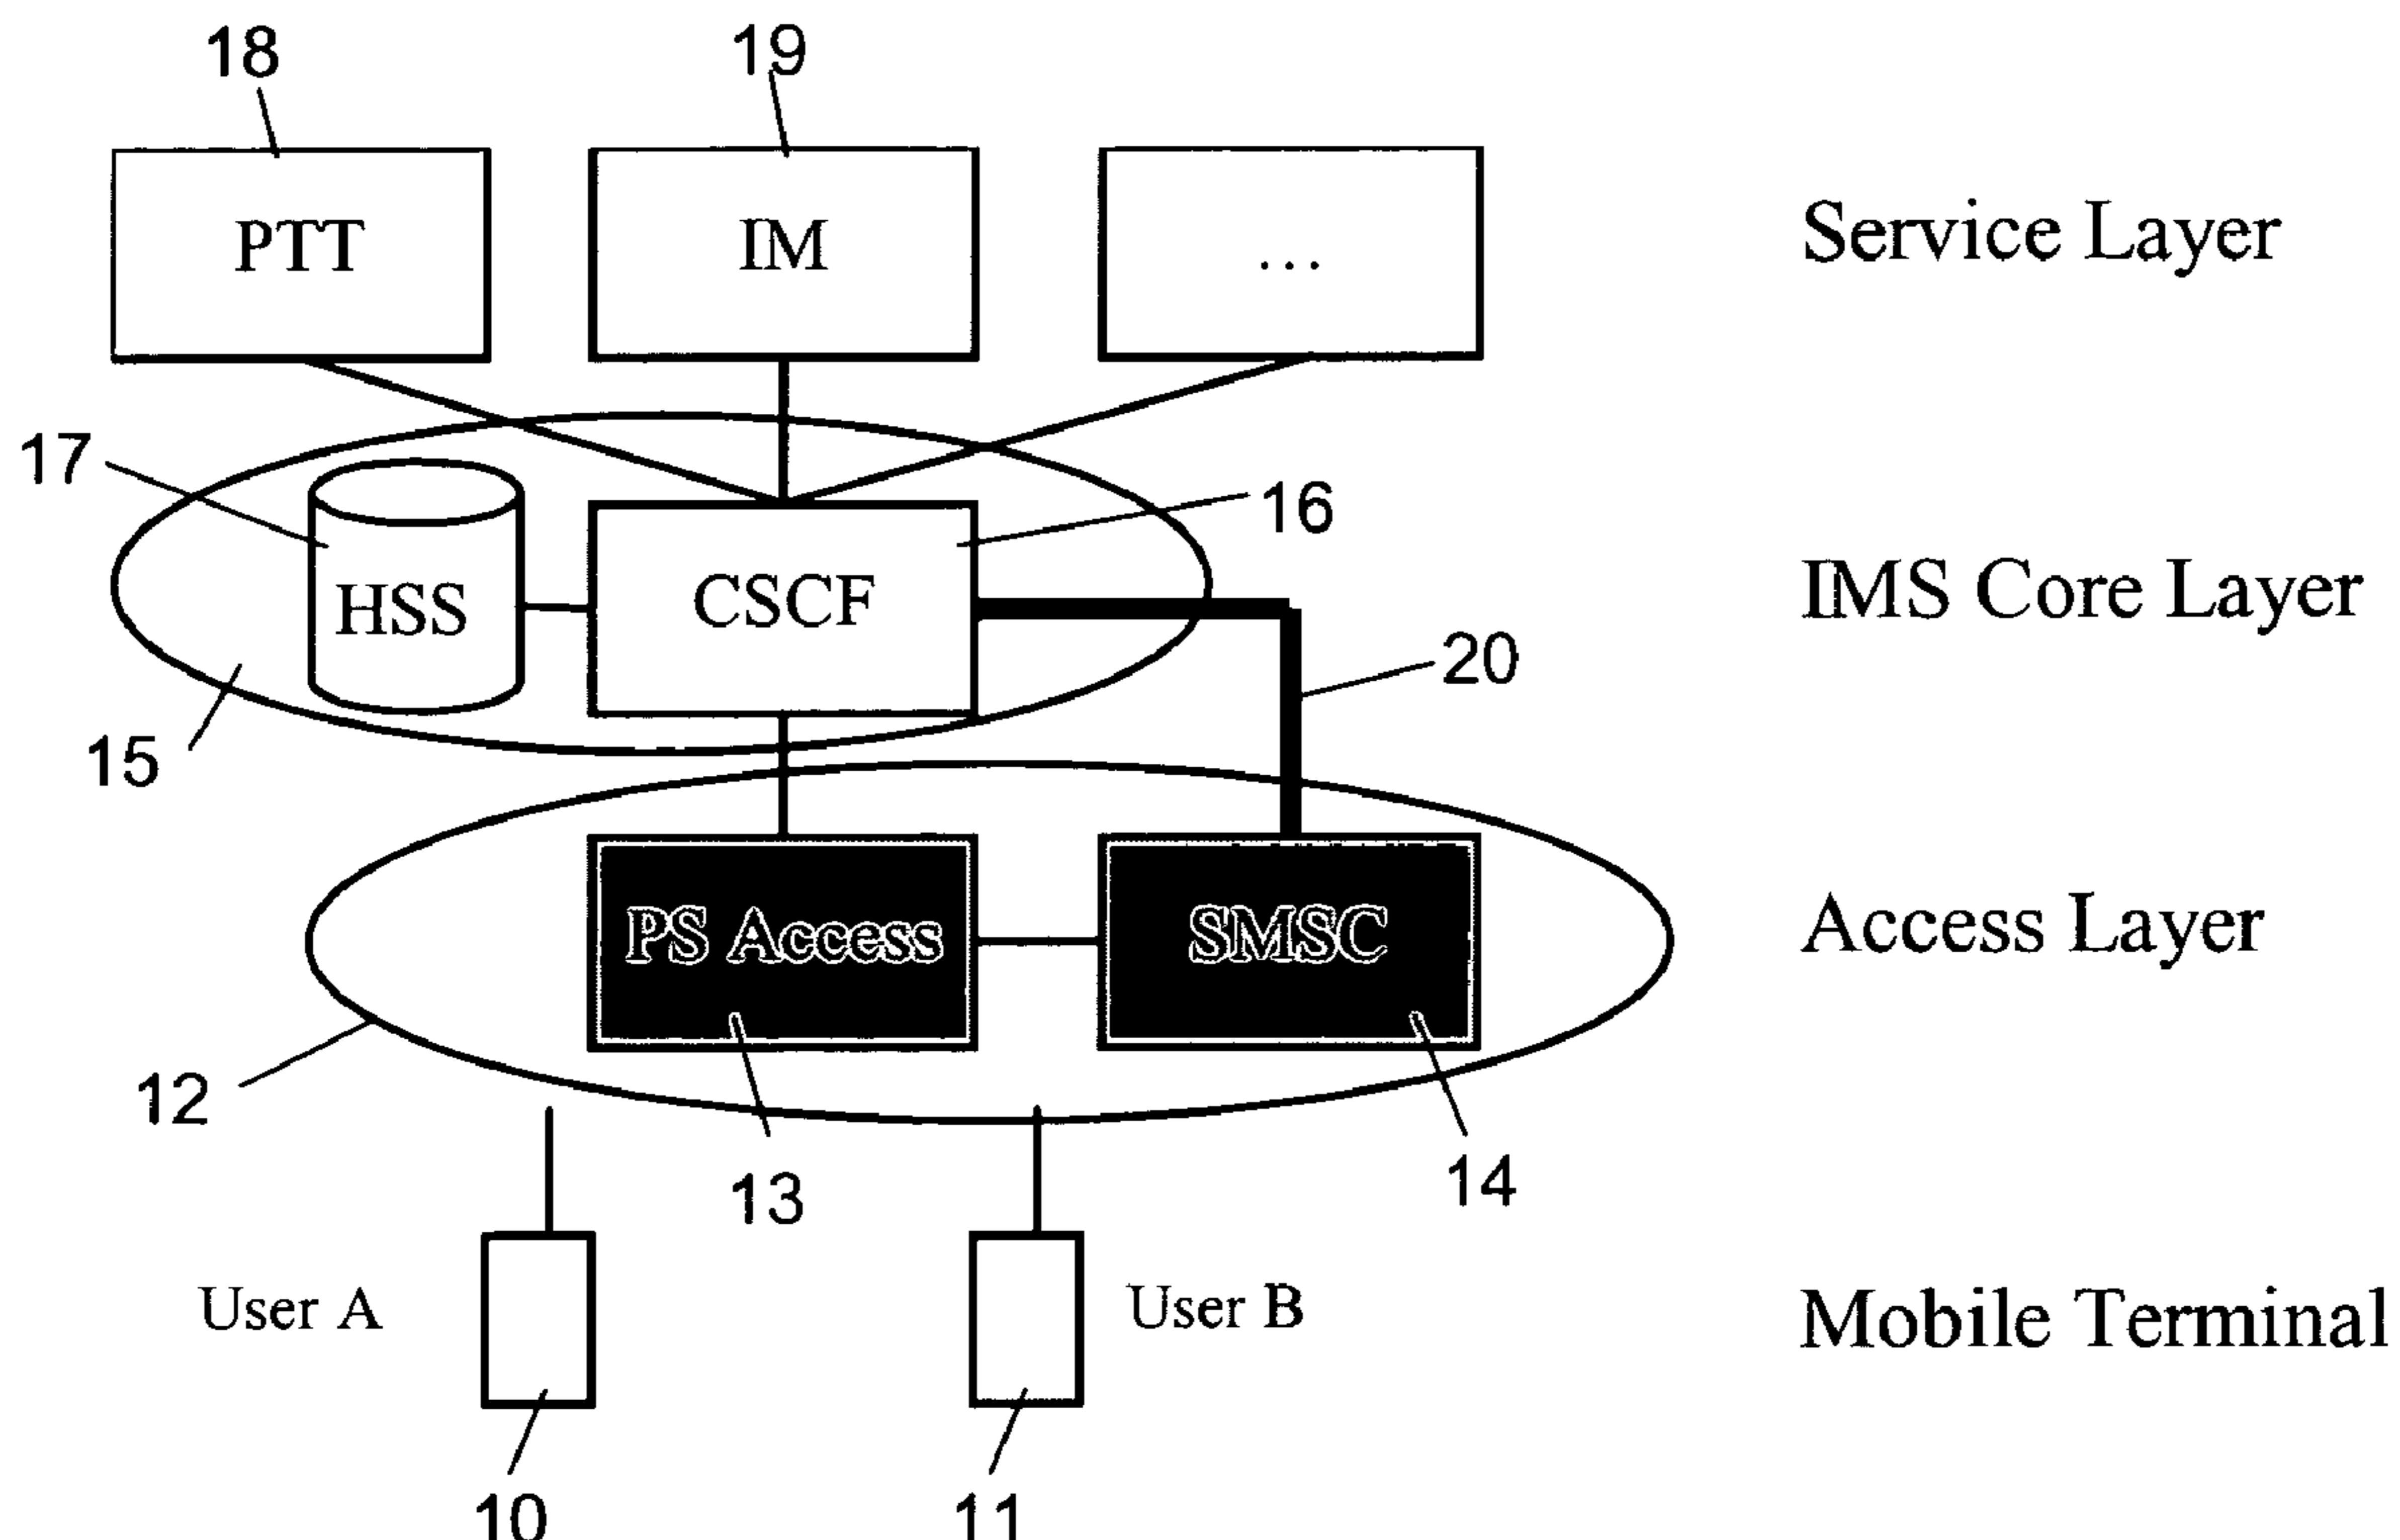 18
19
PTT
IM
...
Service Layer
17
16
HSS
CSCF
IMS Core Layer
20
15
PS Access
SMSC
Access Layer
12
13
14
User A
User B
Mobile Terminal
10
11